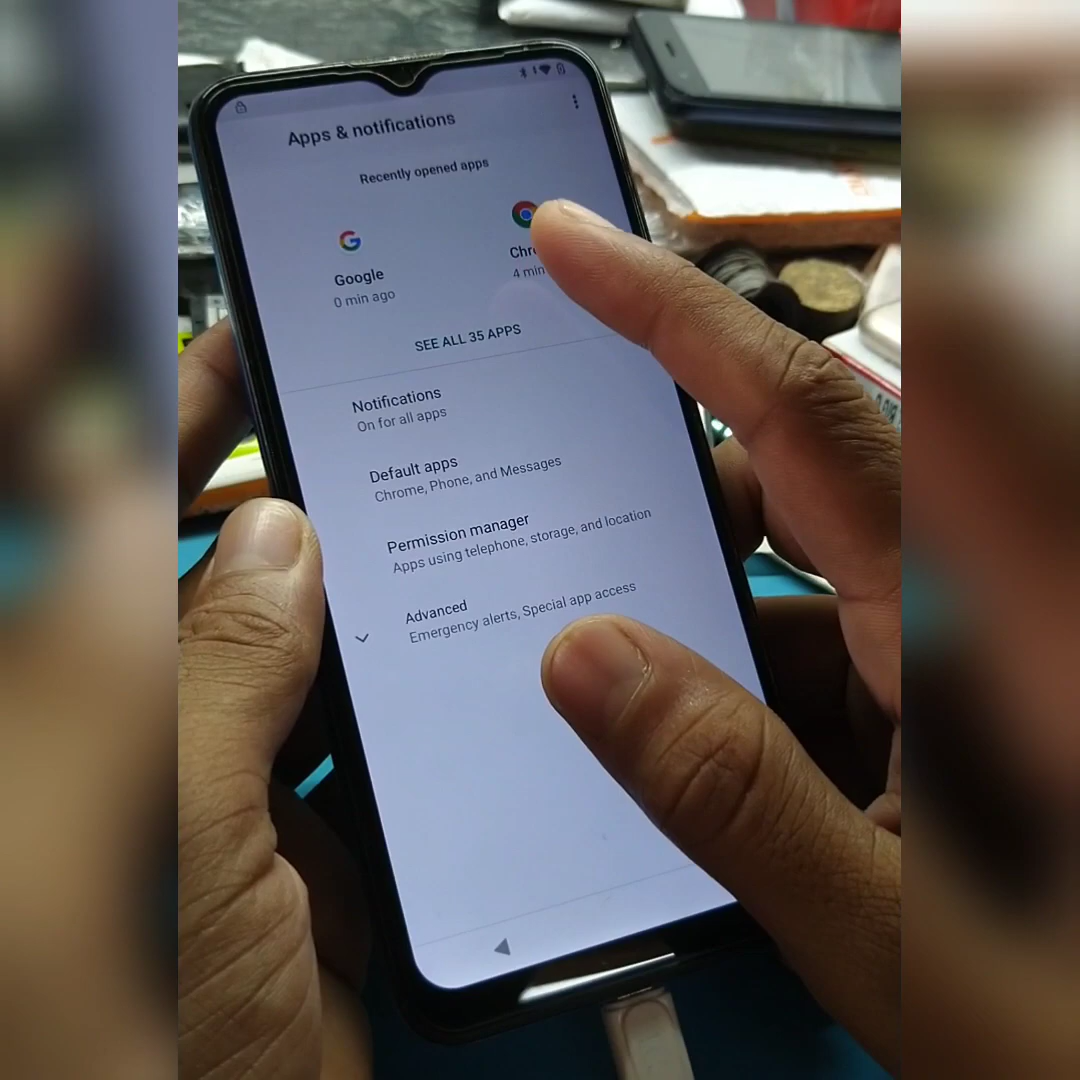 Apps & notifications
Recently opened apps
Google
0 min ago
4 min
SEE ALL 35 APPS
Notifications
On for all apps
Default apps
Chrome, Phone, and Messages
Permission manager
Apps using telephone, storage, and location
Advanced
Emergency alerts, Special app access